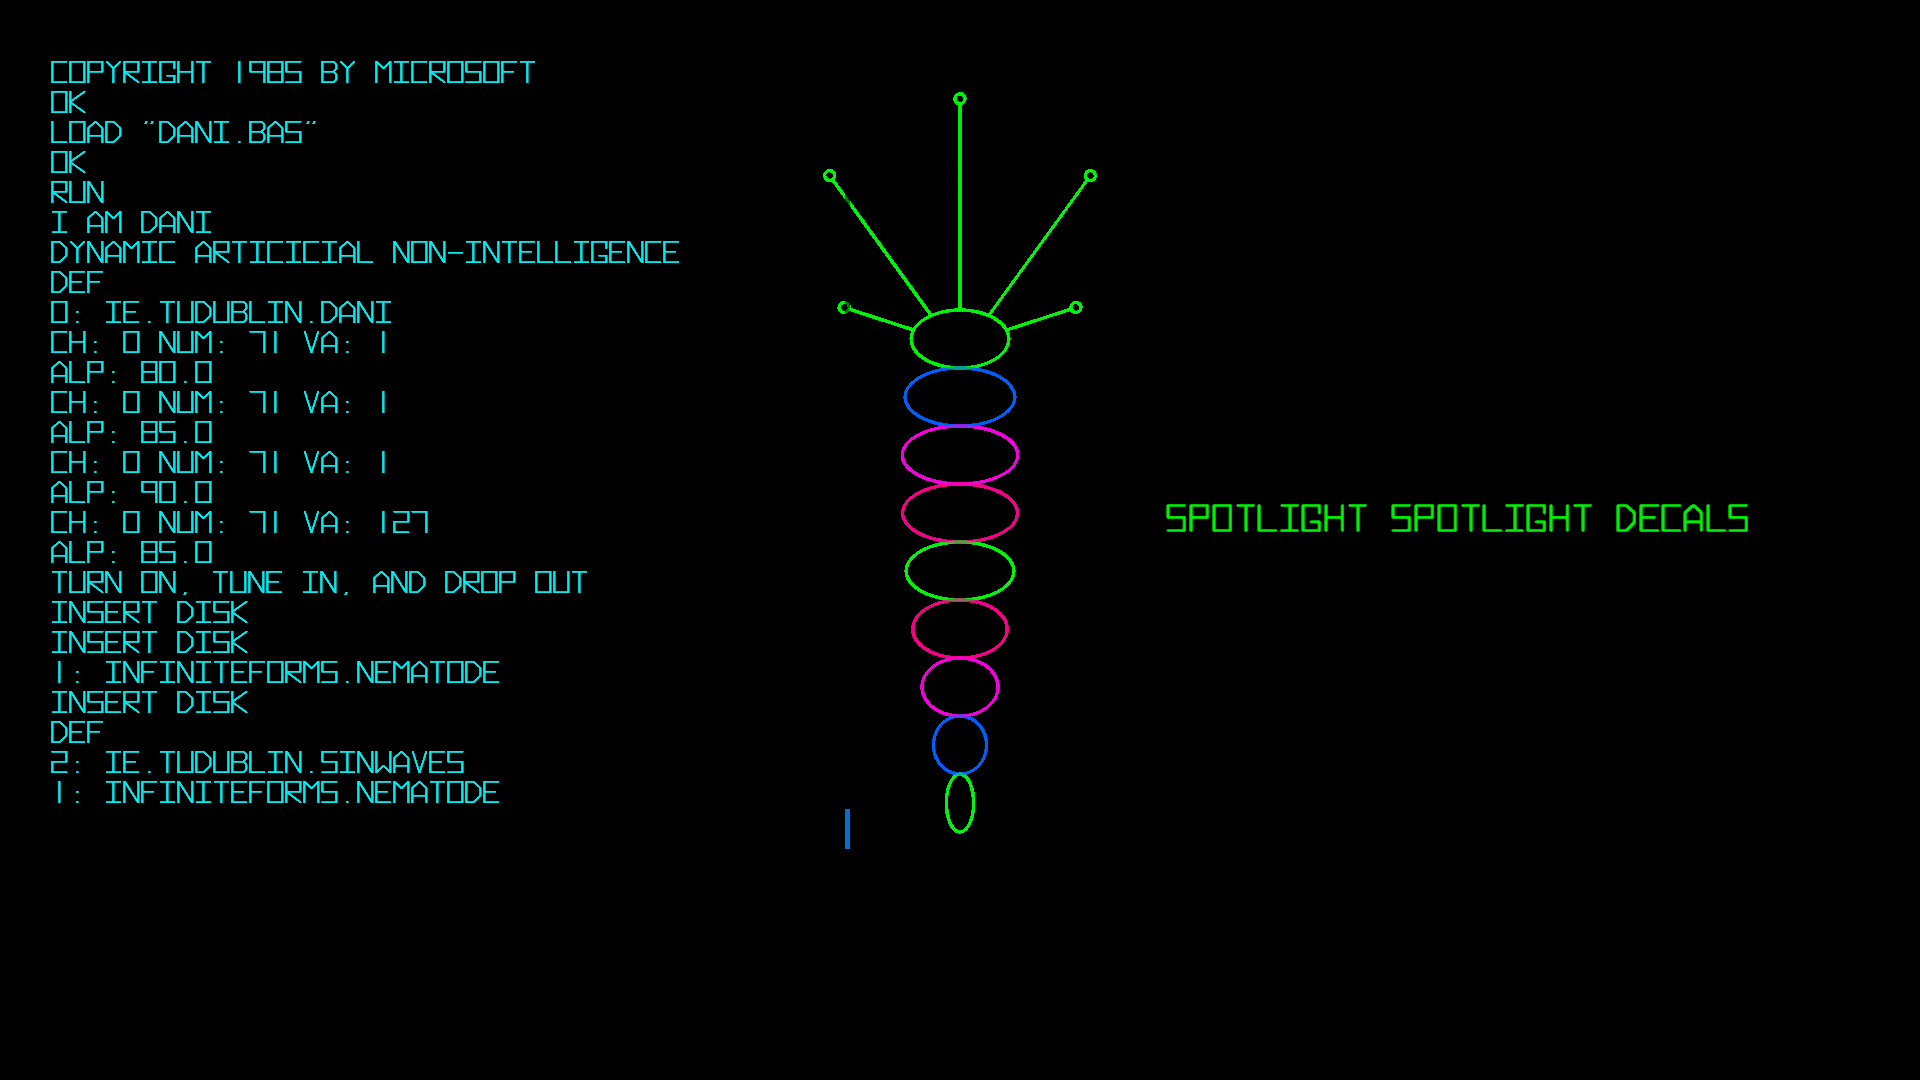 COPYRIGHT 1985 BY MICROSOFT
OK
LOAD "DANI.BAS"
OK
RUN
I AM DANI
DYNAMIC ARTICICIAL NON-INTELLIGENCE
DEF
0: IE.TUDUBLIN.DANI
CH: 0 NUM: 71 VA: 1
ALP: 80.0
CH: 0 NUM: 71 VA: 1
ALP: 85.0
CH: 0 NUM: 71 VA: 1
ALP: 90.0
CH: 0 NUM: 71 VA: 127
ALP: 85.0
TURN ON, TUNE IN, AND DROP OUT
INSERT DISK
INSERT DISK
1: INFINITEFORMS.NEMATODE
INSERT DISK
DEF
2: IE.TUDUBLIN.SINWAVES
1: INFINITEFORMS.NEMATODE
SPOTLIGHT SPOTLIGHT DECALS